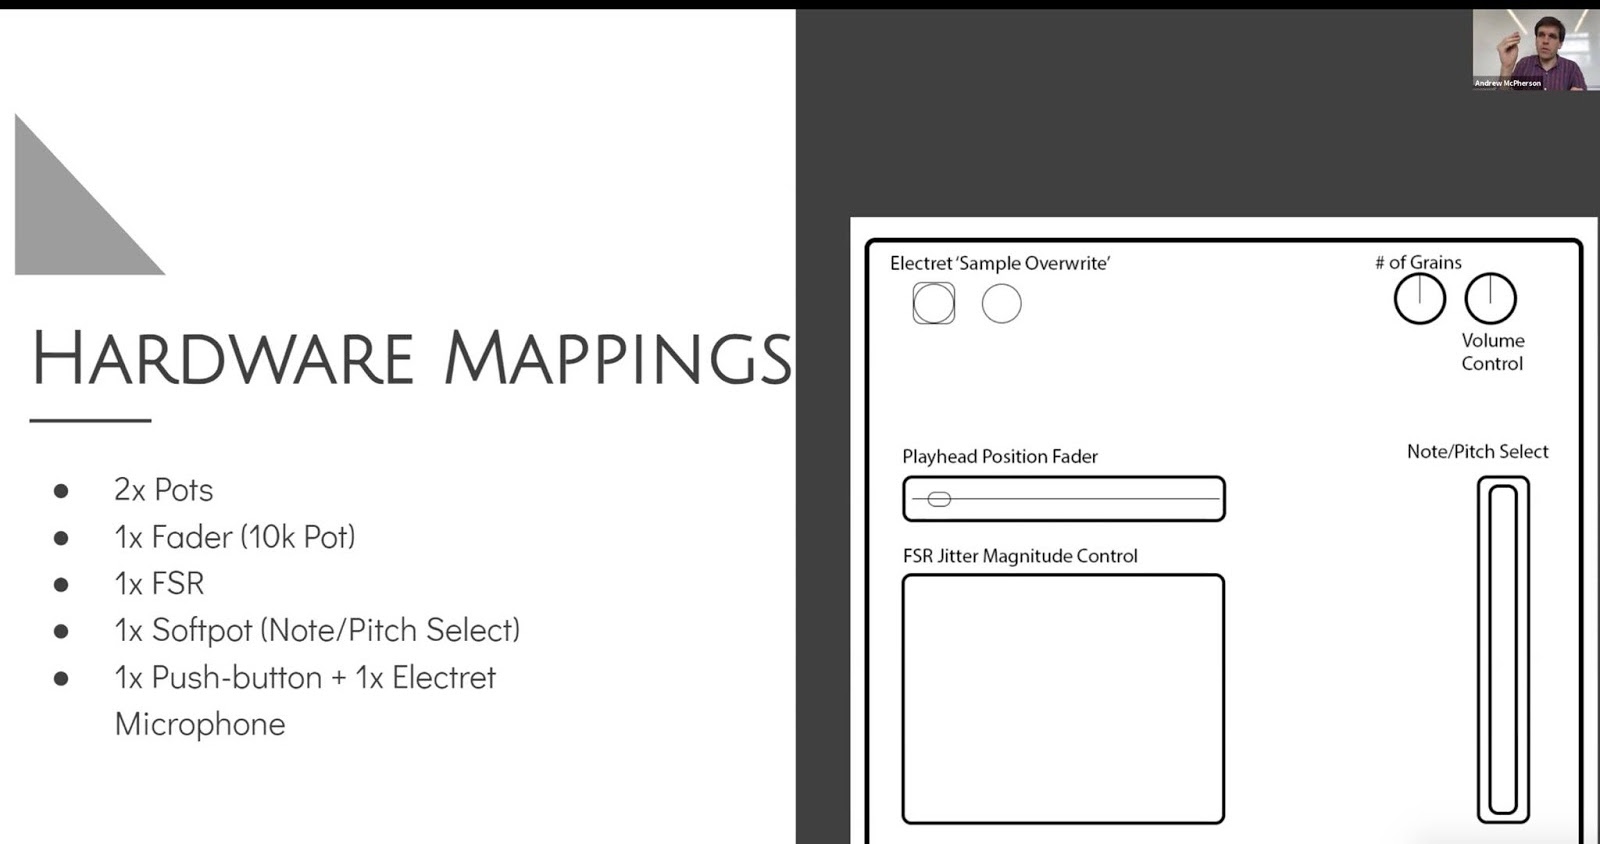 Andrew McPherson
HARDWARE MAPPINGS
2x Pots
1x Fader (10k Pot)
1x FSR
1x Softpot (Note/Pitch Select)
1x Push-button + 1x Electret
Microphone
Electret ‘Sample Overwrite’
# of Grains
Volume
Control
Playhead Position Fader
Note/Pitch Select
FSR Jitter Magnitude Control